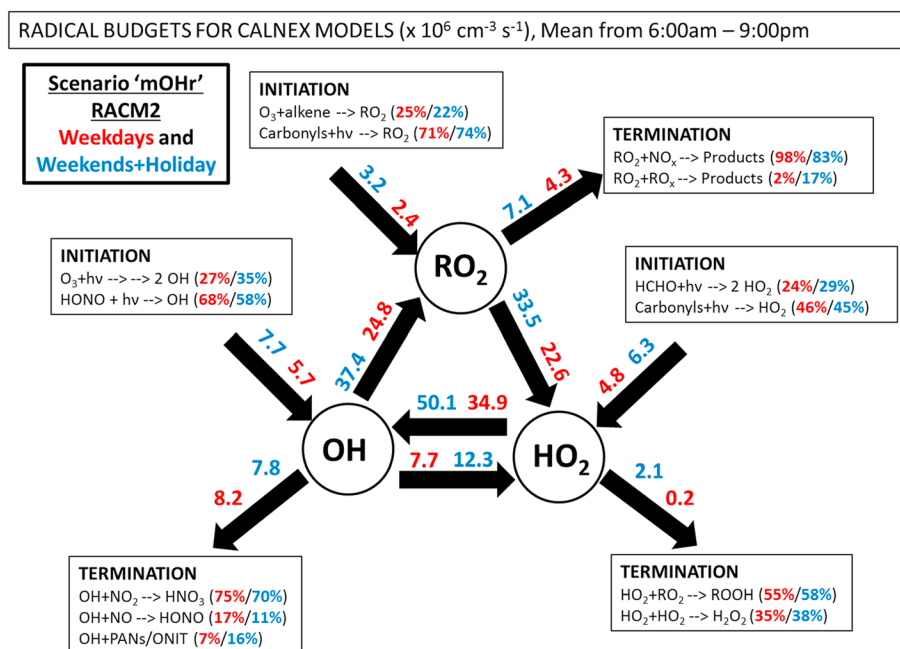 RADICAL BUDGETS FOR CALNEX MODELS (x 10⁶ cm⁻³ s⁻¹), Mean from 6:00am – 9:00pm
Scenario ‘mOHr’
RACM2
Weekdays and
Weekends+Holiday
INITIATION
O₃+alkene --> RO₂ (25%/22%)
Carbonyls+hν --> RO₂ (71%/74%)
TERMINATION
RO₂+NOₓ --> Products (98%/83%)
RO₂+ROₓ --> Products (2%/17%)
3.2
2.4
7.1
4.3
RO₂
INITIATION
O₃+hν --> --> 2 OH (27%/35%)
HONO + hν --> OH (68%/58%)
INITIATION
HCHO+hν --> 2 HO₂ (24%/29%)
Carbonyls+hν --> HO₂ (46%/45%)
7.7
5.7
37.4
24.8
33.5
22.6
4.8
6.3
50.1 34.9
OH
HO₂
7.7 12.3
7.8
8.2
2.1
0.2
TERMINATION
OH+NO₂ --> HNO₃ (75%/70%)
OH+NO --> HONO (17%/11%)
OH+PANs/ONIT (7%/16%)
TERMINATION
HO₂+RO₂ --> ROOH (55%/58%)
HO₂+HO₂ --> H₂O₂ (35%/38%)